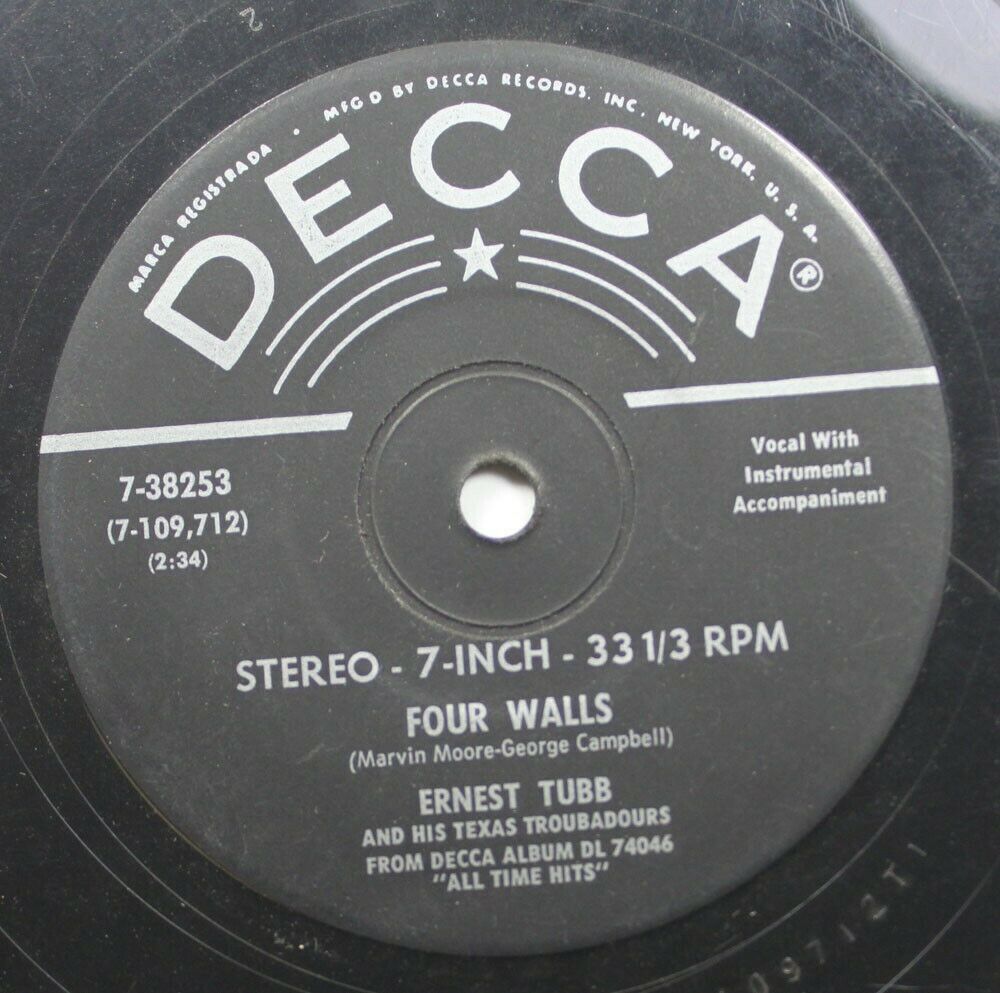 MARCA REGISTRADA • MFG'D BY DECCA RECORDS, INC., NEW YORK, U. S. A.
DECCA®
7-38253
(7-109,712)
(2:34)
Vocal With
Instrumental
Accompaniment
STEREO - 7-INCH - 33 1/3 RPM
FOUR WALLS
(Marvin Moore-George Campbell)
ERNEST TUBB
AND HIS TEXAS TROUBADOURS
FROM DECCA ALBUM DL 74046
"ALL TIME HITS"
2